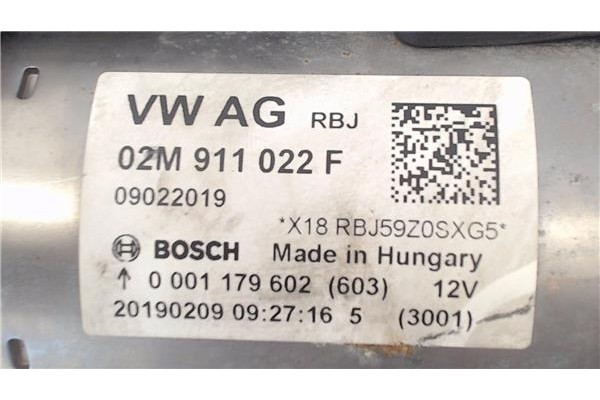 VW AG RBJ
02M 911 022 F
09022019
*X18 RBJ59Z0SXG5*
BOSCH Made in Hungary
↑ 0 001 179 602 (603) 12V
20190209 09:27:16 5 (3001)